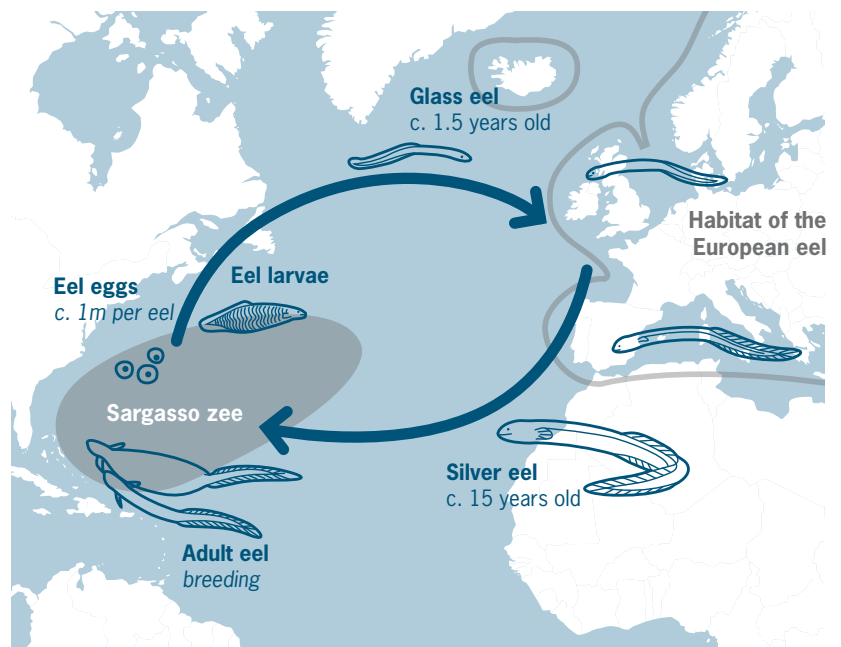 Glass eel
c. 1.5 years old
Habitat of the
European eel
Eel larvae
Eel eggs
c. 1m per eel
Sargasso zee
Silver eel
c. 15 years old
Adult eel
breeding